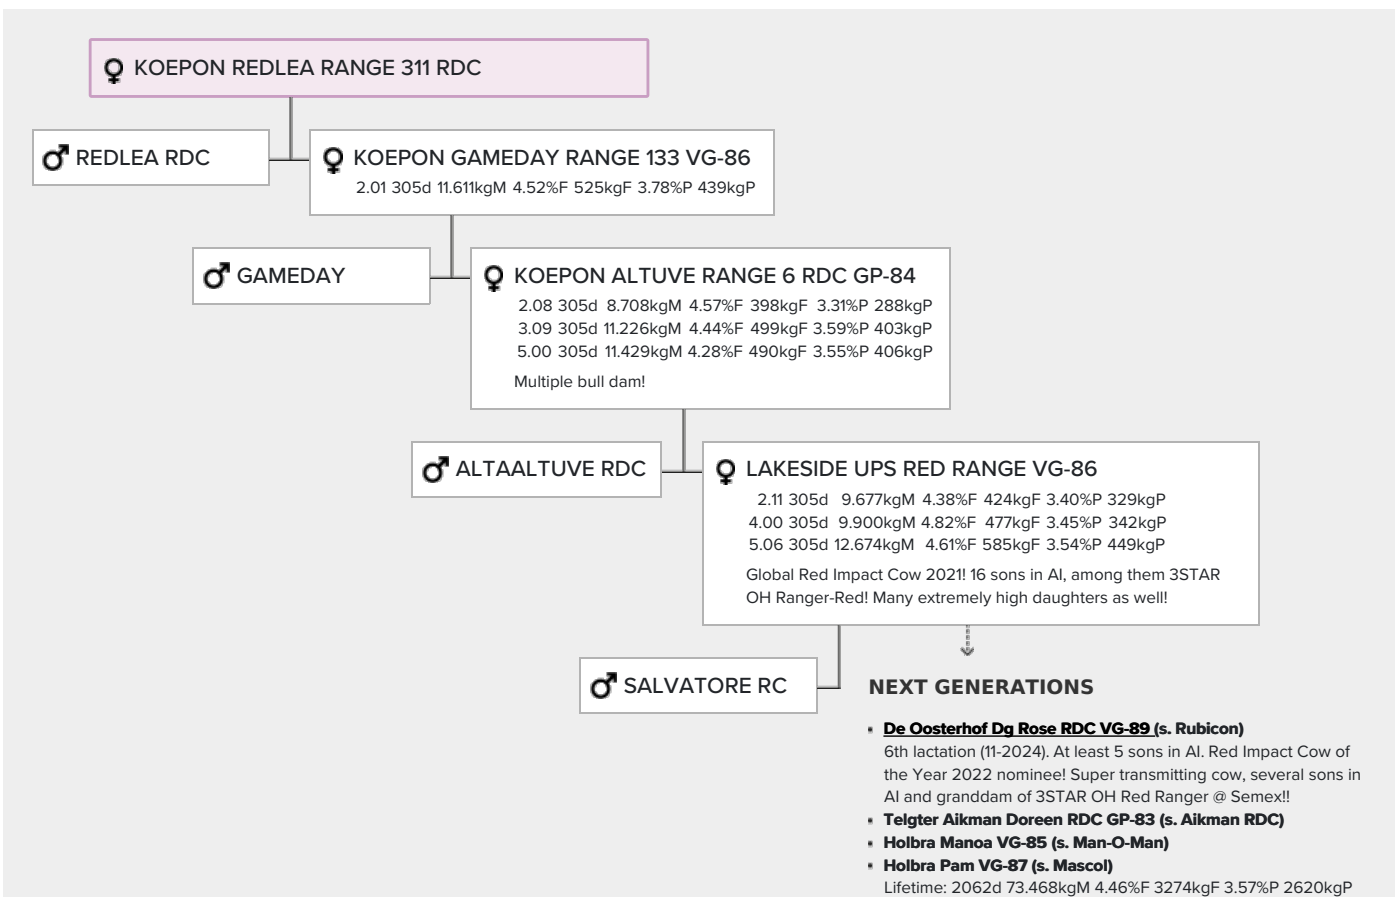 KOEPON REDLEA RANGE 311 RDC
REDLEA RDC
KOEPON GAMEDAY RANGE 133 VG-86
2.01 305d 11.611kgM 4.52%F 525kgF 3.78%P 439kgP
GAMEDAY
KOEPON ALTUVE RANGE 6 RDC GP-84
2.08 305d 8.708kgM 4.57%F 398kgF 3.31%P 288kgP
3.09 305d 11.226kgM 4.44%F 499kgF 3.59%P 403kgP
5.00 305d 11.429kgM 4.28%F 490kgF 3.55%P 406kgP
Multiple bull dam!
ALTAALTUVE RDC
LAKESIDE UPS RED RANGE VG-86
2.11 305d 9.677kgM 4.38%F 424kgF 3.40%P 329kgP
4.00 305d 9.900kgM 4.82%F 477kgF 3.45%P 342kgP
5.06 305d 12.674kgM 4.61%F 585kgF 3.54%P 449kgP
Global Red Impact Cow 2021! 16 sons in AI, among them 3STAR
OH Ranger-Red! Many extremely high daughters as well!
SALVATORE RC
NEXT GENERATIONS
De Oosterhof Dg Rose RDC VG-89 (s. Rubicon)
6th lactation (11-2024). At least 5 sons in AI. Red Impact Cow of
the Year 2022 nominee! Super transmitting cow, several sons in
AI and granddam of 3STAR OH Red Ranger @ Semex!!
Telgter Aikman Doreen RDC GP-83 (s. Aikman RDC)
Holbra Manoa VG-85 (s. Man-O-Man)
Holbra Pam VG-87 (s. Mascol)
Lifetime: 2062d 73.468kgM 4.46%F 3274kgF 3.57%P 2620kgP